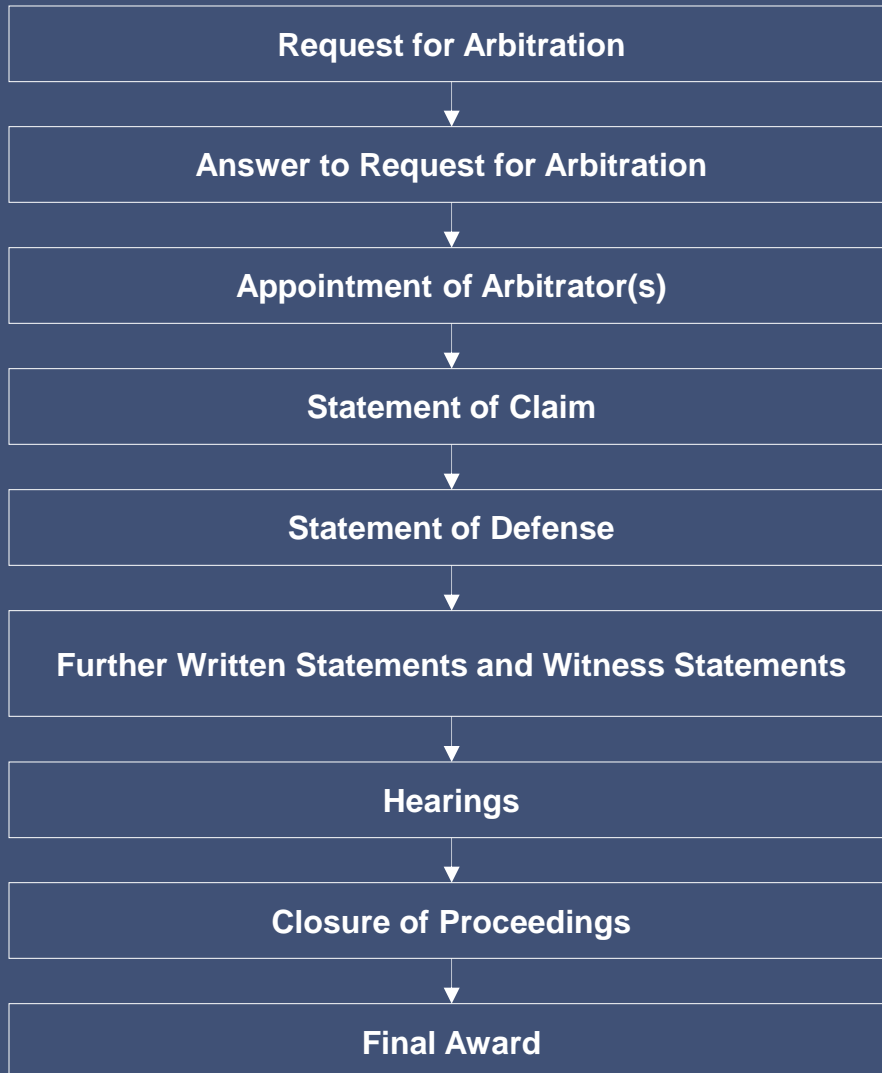 Request for Arbitration
Answer to Request for Arbitration
Appointment of Arbitrator(s)
Statement of Claim
Statement of Defense
Further Written Statements and Witness Statements
Hearings
Closure of Proceedings
Final Award